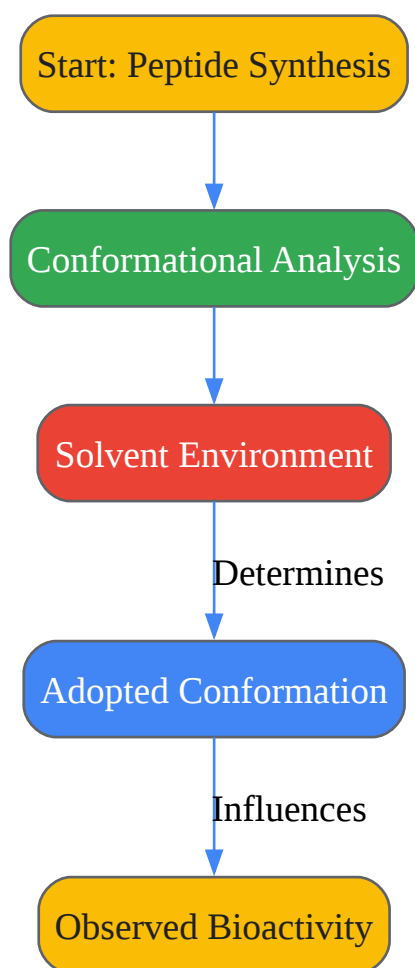 Start: Peptide Synthesis
Conformational Analysis
Solvent Environment
Determines
Adopted Conformation
Influences
Observed Bioactivity